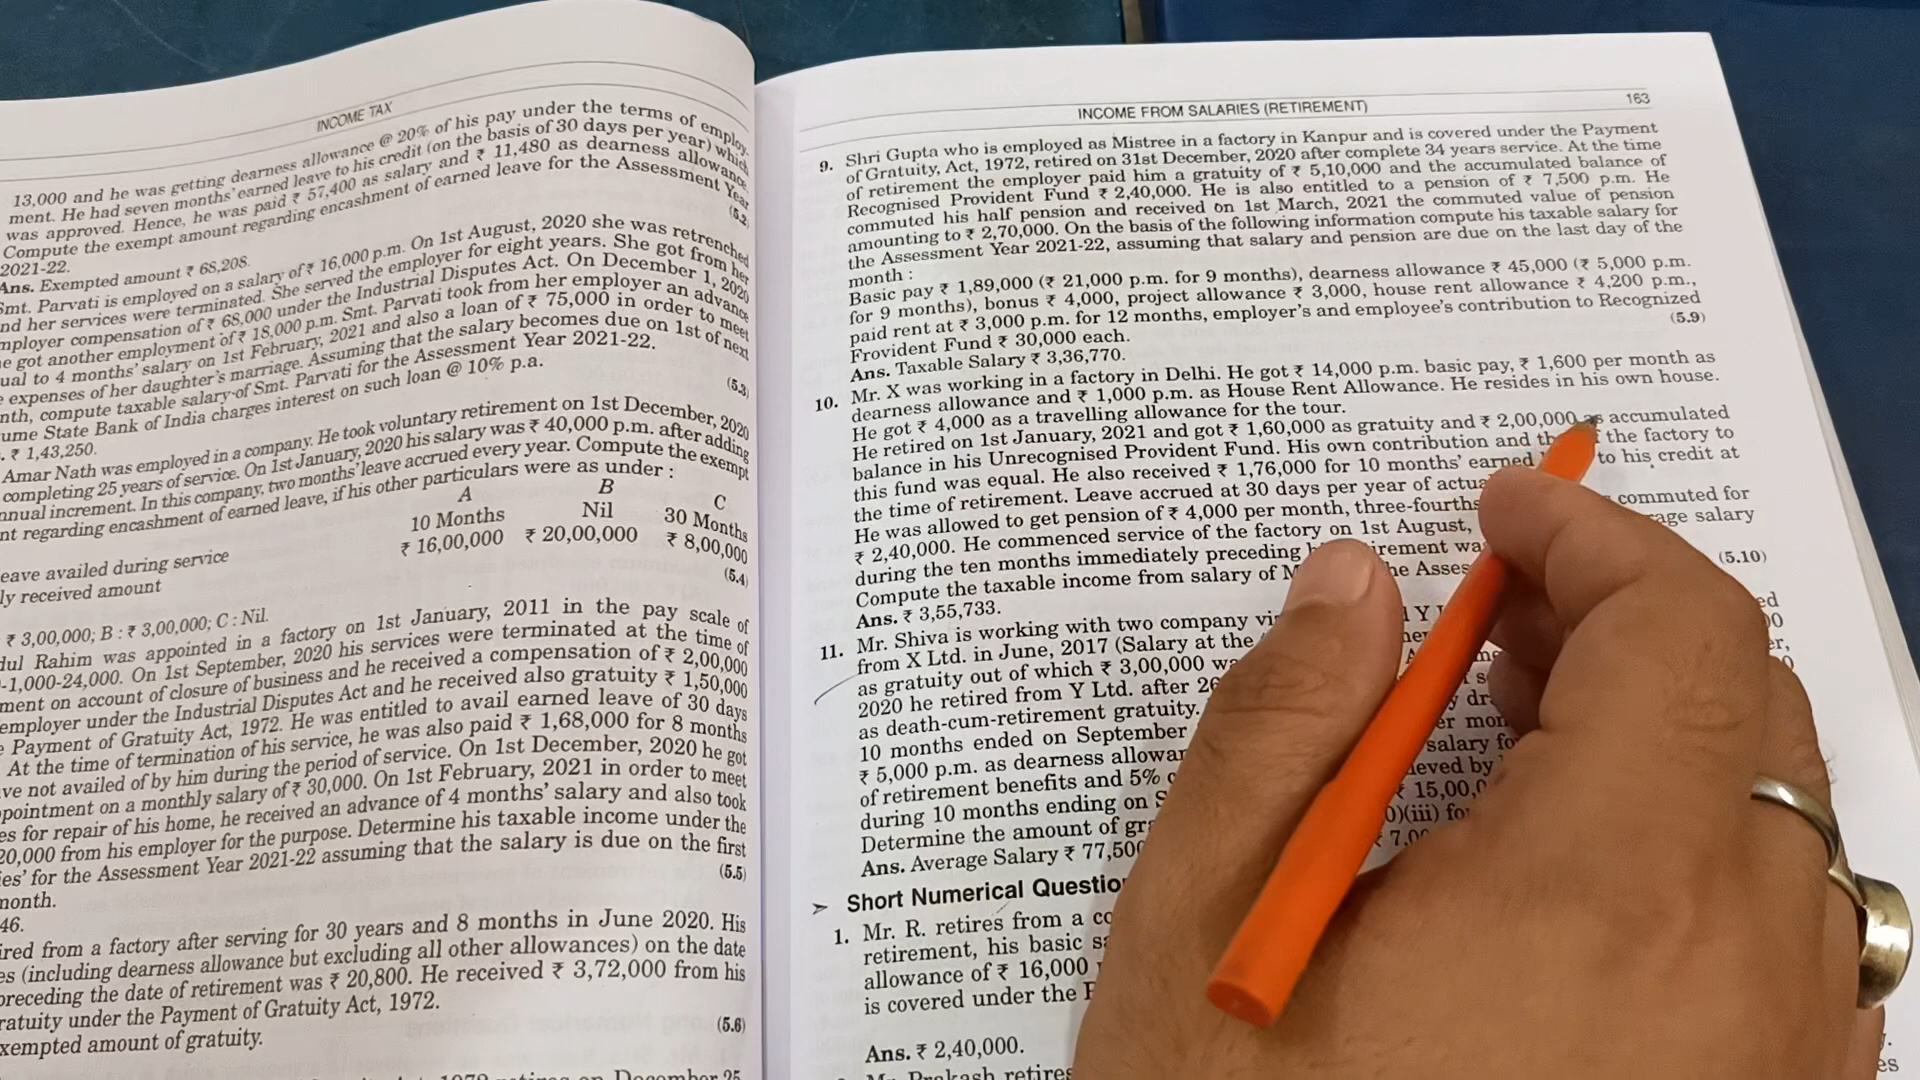 INCOME TAX
13,000 and he was getting dearness allowance @ 20% of his pay under the terms of employ-
ment. He had seven months' earned leave to his credit (on the basis of 30 days per year) which
was approved. Hence, he was paid ₹ 57,400 as salary and ₹ 11,480 as dearness allowance.
Compute the exempt amount regarding encashment of earned leave for the Assessment Year
2021-22.
(5.2)
Ans. Exempted amount ₹ 68,208.
Smt. Parvati is employed on a salary of ₹ 16,000 p.m. On 1st August, 2020 she was retrenched
nd her services were terminated. She served the employer for eight years. She got from her
mployer compensation of ₹ 68,000 under the Industrial Disputes Act. On December 1, 2020
e got another employment of ₹ 18,000 p.m. Smt. Parvati took from her employer an advance
ual to 4 months' salary on 1st February, 2021 and also a loan of ₹ 75,000 in order to meet
expenses of her daughter's marriage. Assuming that the salary becomes due on 1st of next
nth, compute taxable salary of Smt. Parvati for the Assessment Year 2021-22.
ume State Bank of India charges interest on such loan @ 10% p.a.
(5.3)
. ₹ 1,43,250.
Amar Nath was employed in a company. He took voluntary retirement on 1st December, 2020
completing 25 years of service. On 1st January, 2020 his salary was ₹ 40,000 p.m. after adding
nnual increment. In this company, two months' leave accrued every year. Compute the exempt
nt regarding encashment of earned leave, if his other particulars were as under :
A B C
eave availed during service 10 Months Nil 30 Months
ly received amount ₹ 16,00,000 ₹ 20,00,000 ₹ 8,00,000
(5.4)
₹ 3,00,000; B : ₹ 3,00,000; C : Nil.
dul Rahim was appointed in a factory on 1st January, 2011 in the pay scale of
-1,000-24,000. On 1st September, 2020 his services were terminated at the time of
ment on account of closure of business and he received a compensation of ₹ 2,00,000
employer under the Industrial Disputes Act and he received also gratuity ₹ 1,50,000
Payment of Gratuity Act, 1972. He was entitled to avail earned leave of 30 days
At the time of termination of his service, he was also paid ₹ 1,68,000 for 8 months
ve not availed of by him during the period of service. On 1st December, 2020 he got
pointment on a monthly salary of ₹ 30,000. On 1st February, 2021 in order to meet
es for repair of his home, he received an advance of 4 months' salary and also took
20,000 from his employer for the purpose. Determine his taxable income under the
ies' for the Assessment Year 2021-22 assuming that the salary is due on the first
month.
(5.5)
46.
ired from a factory after serving for 30 years and 8 months in June 2020. His
es (including dearness allowance but excluding all other allowances) on the date
preceding the date of retirement was ₹ 20,800. He received ₹ 3,72,000 from his
ratuity under the Payment of Gratuity Act, 1972.
xempted amount of gratuity.
(5.6)
INCOME FROM SALARIES (RETIREMENT) 163
9. Shri Gupta who is employed as Mistree in a factory in Kanpur and is covered under the Payment
of Gratuity, Act, 1972, retired on 31st December, 2020 after complete 34 years service. At the time
of retirement the employer paid him a gratuity of ₹ 5,10,000 and the accumulated balance of
Recognised Provident Fund ₹ 2,40,000. He is also entitled to a pension of ₹ 7,500 p.m. He
commuted his half pension and received on 1st March, 2021 the commuted value of pension
amounting to ₹ 2,70,000. On the basis of the following information compute his taxable salary for
the Assessment Year 2021-22, assuming that salary and pension are due on the last day of the
month :
Basic pay ₹ 1,89,000 (₹ 21,000 p.m. for 9 months), dearness allowance ₹ 45,000 (₹ 5,000 p.m.
for 9 months), bonus ₹ 4,000, project allowance ₹ 3,000, house rent allowance ₹ 4,200 p.m.,
paid rent at ₹ 3,000 p.m. for 12 months, employer's and employee's contribution to Recognized
Frovident Fund ₹ 30,000 each.
(5.9)
Ans. Taxable Salary ₹ 3,36,770.
10. Mr. X was working in a factory in Delhi. He got ₹ 14,000 p.m. basic pay, ₹ 1,600 per month as
dearness allowance and ₹ 1,000 p.m. as House Rent Allowance. He resides in his own house.
He got ₹ 4,000 as a travelling allowance for the tour.
He retired on 1st January, 2021 and got ₹ 1,60,000 as gratuity and ₹ 2,00,000 as accumulated
balance in his Unrecognised Provident Fund. His own contribution and the factory to
this fund was equal. He also received ₹ 1,76,000 for 10 months' earned to his credit at
the time of retirement. Leave accrued at 30 days per year of
He was allowed to get pension of ₹ 4,000 per month, three-fourths commuted for
₹ 2,40,000. He commenced service of the factory on 1st August, salary
during the ten months immediately preceding
Compute the taxable income from salary of
(5.10)
Ans. ₹ 3,55,733.
11. Mr. Shiva is working with two company
from X Ltd. in June, 2017 (Salary at the
as gratuity out of which ₹ 3,00,000
2020 he retired from Y Ltd. after
as death-cum-retirement gratuity.
10 months ended on September
₹ 5,000 p.m. as dearness
of retirement benefits and 5%
during 10 months ending on
Determine the amount of
Ans. Average Salary ₹
➢ Short Numerical
1. Mr. R. retires from a
retirement, his basic
allowance of ₹ 16,000
is covered under the
Ans. ₹ 2,40,000.